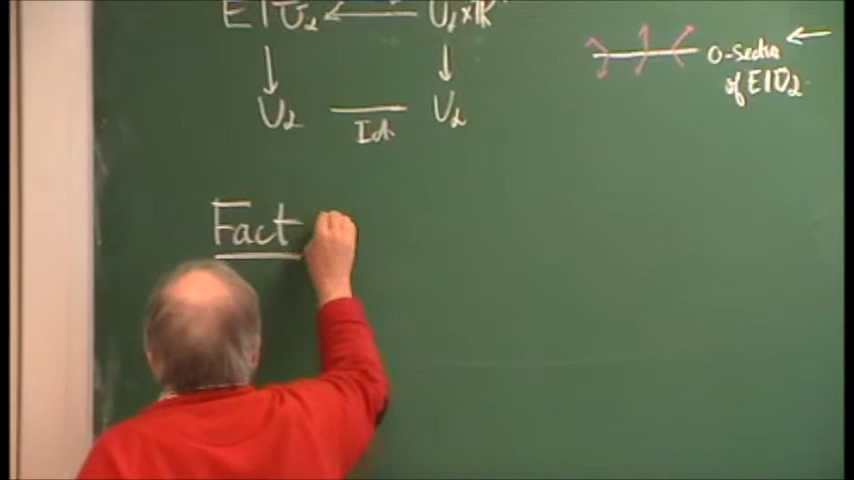 E|U₂ ← U₂×ℝ
↓ ↓
U₂ — U₂
Id
Fact
0-section
of E|U₂